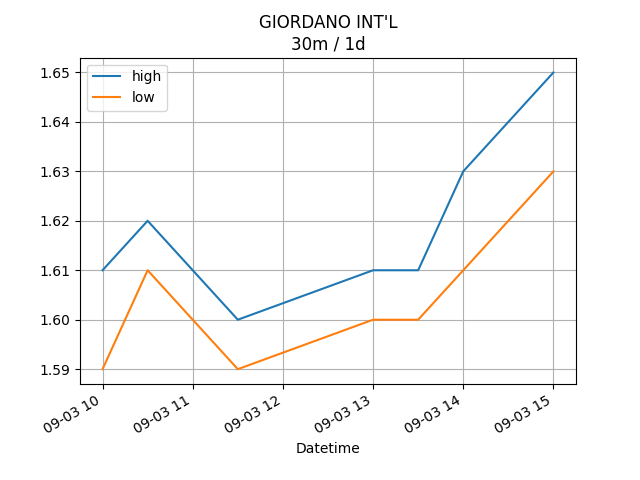 GIORDANO INT'L
30m / 1d
high
low
1.65
1.64
1.63
1.62
1.61
1.60
1.59
09-03 10
09-03 11
09-03 12
09-03 13
09-03 14
09-03 15
Datetime